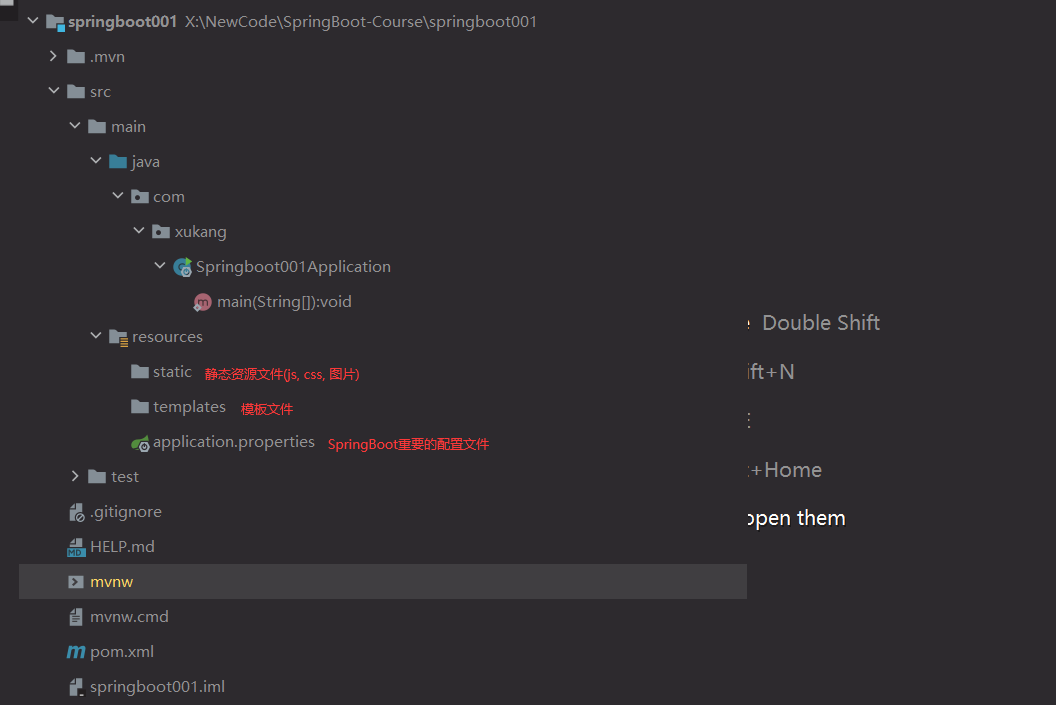 springboot001 X:\NewCode\SpringBoot-Course\springboot001
.mvn
src
main
java
com
xukang
Springboot001Application
main(String[]):void
resources
Double Shift
static 静态资源文件(js, css, 图片)
ift+N
templates 模板文件
application.properties SpringBoot重要的配置文件
+Home
test
.gitignore
open them
HELP.md
mvnw
mvnw.cmd
pom.xml
springboot001.iml